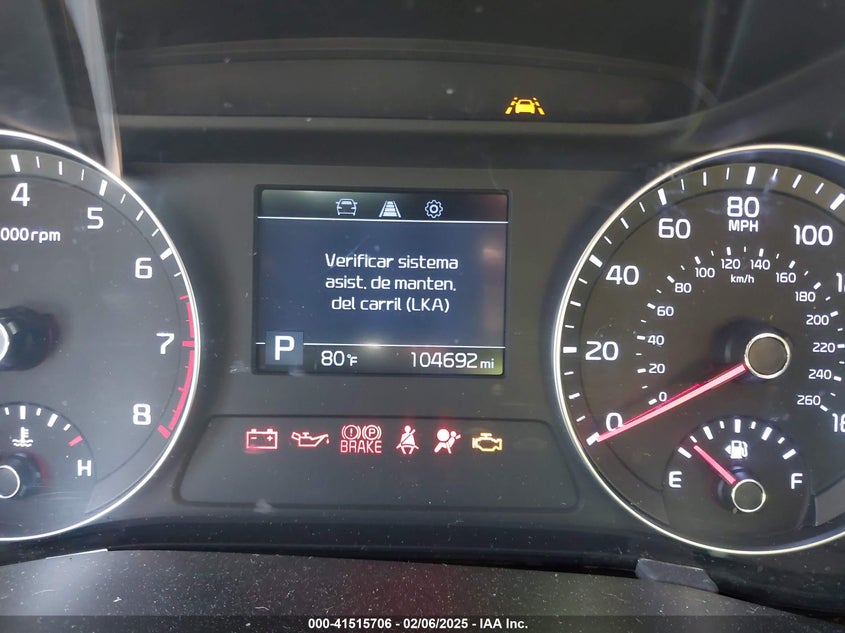 4
5
6
7
8
000rpm
H
Verificar sistema
asist. de manten.
del carril (LKA)
P
80°F
104692 mi
BRAKE
0
20
40
60
80
100
MPH
km/h
0
20
40
60
80
100
120
140
160
180
200
220
240
260
E
F
000-41515706 - 02/06/2025 - IAA Inc.